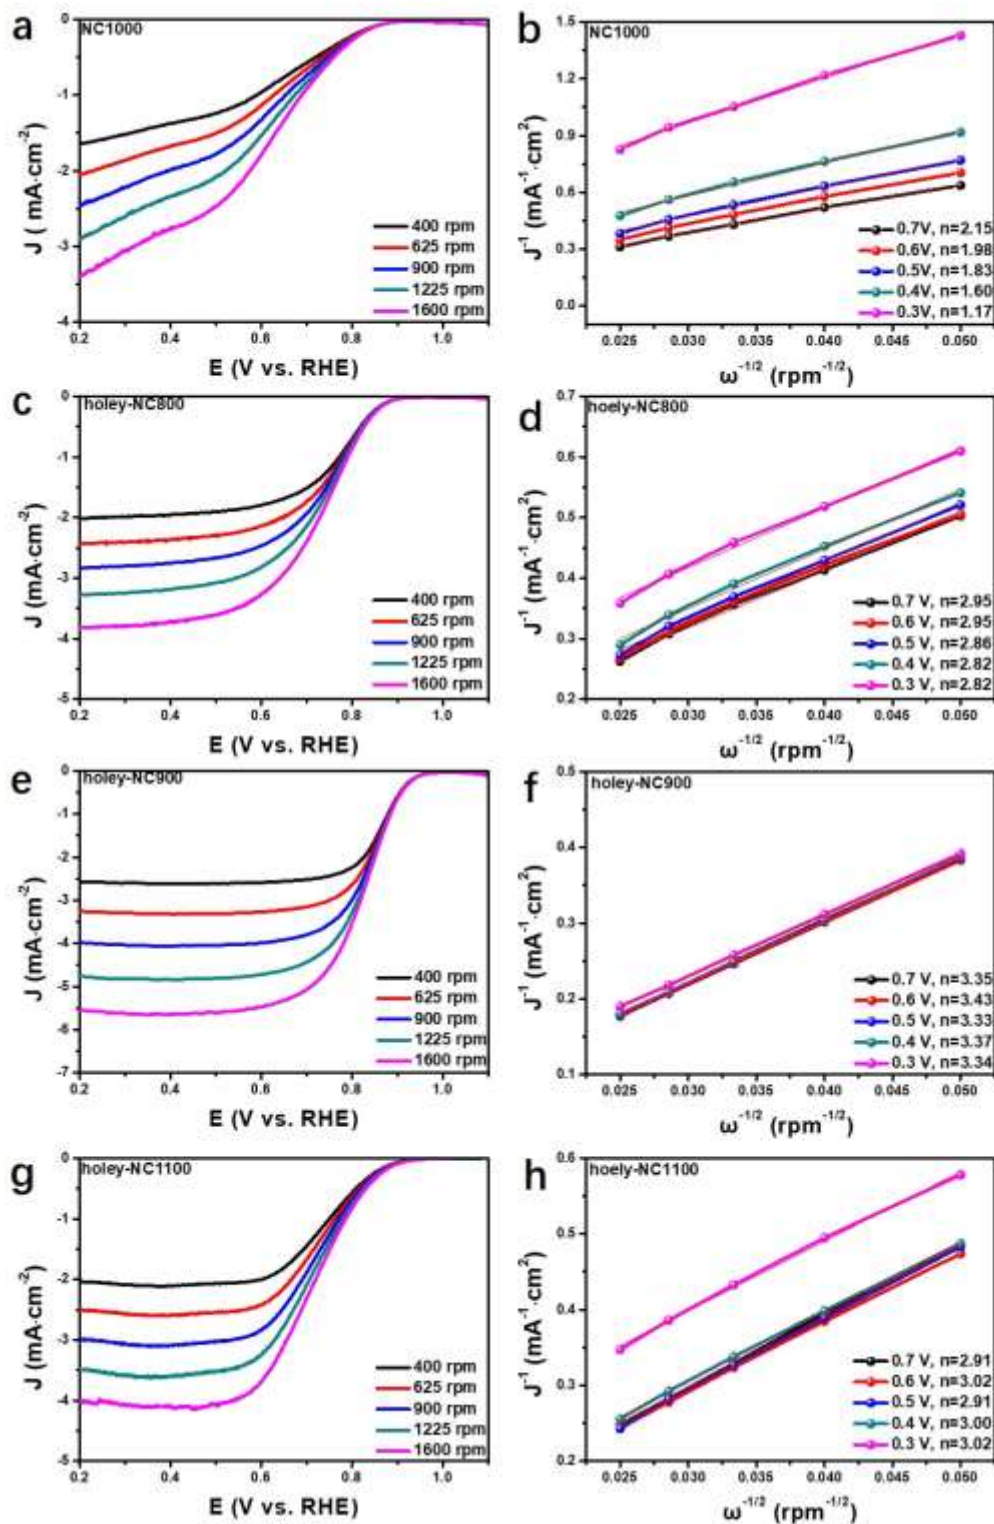 a
NC1000
0
-1
-2
-3
-4
J ( mA·cm-2)
400 rpm
625 rpm
900 rpm
1225 rpm
1600 rpm
0.2
0.4
0.6
0.8
1.0
E (V vs. RHE)
b
NC1000
1.5
1.2
0.9
0.6
0.3
0.0
J-1 (mA-1·cm2)
0.7V, n=2.15
0.6V, n=1.98
0.5V, n=1.83
0.4V, n=1.60
0.3V, n=1.17
0.025
0.030
0.035
0.040
0.045
0.050
ω-1/2 (rpm-1/2)
c
holey-NC800
0
-1
-2
-3
-4
-5
J ( mA·cm-2)
400 rpm
625 rpm
900 rpm
1225 rpm
1600 rpm
0.2
0.4
0.6
0.8
1.0
E (V vs. RHE)
d
hoely-NC800
0.7
0.6
0.5
0.4
0.3
0.2
J-1 (mA-1·cm2)
0.7 V, n=2.95
0.6 V, n=2.95
0.5 V, n=2.86
0.4 V, n=2.82
0.3 V, n=2.82
0.025
0.030
0.035
0.040
0.045
0.050
ω-1/2 (rpm-1/2)
e
holey-NC900
0
-1
-2
-3
-4
-5
-6
-7
J (mA·cm-2)
400 rpm
625 rpm
900 rpm
1225 rpm
1600 rpm
0.2
0.4
0.6
0.8
1.0
E (V vs. RHE)
f
holey-NC900
0.5
0.4
0.3
0.2
0.1
J-1 (mA-1·cm2)
0.7 V, n=3.35
0.6 V, n=3.43
0.5 V, n=3.33
0.4 V, n=3.37
0.3 V, n=3.34
0.025
0.030
0.035
0.040
0.045
0.050
ω-1/2 (rpm-1/2)
g
holey-NC1100
0
-1
-2
-3
-4
-5
J ( mA·cm-2)
400 rpm
625 rpm
900 rpm
1225 rpm
1600 rpm
0.2
0.4
0.6
0.8
1.0
E (V vs. RHE)
h
hoely-NC1100
0.6
0.5
0.4
0.3
0.2
J-1 (mA-1·cm2)
0.7 V, n=2.91
0.6 V, n=3.02
0.5 V, n=2.91
0.4 V, n=3.00
0.3 V, n=3.02
0.025
0.030
0.035
0.040
0.045
0.050
ω-1/2 (rpm-1/2)